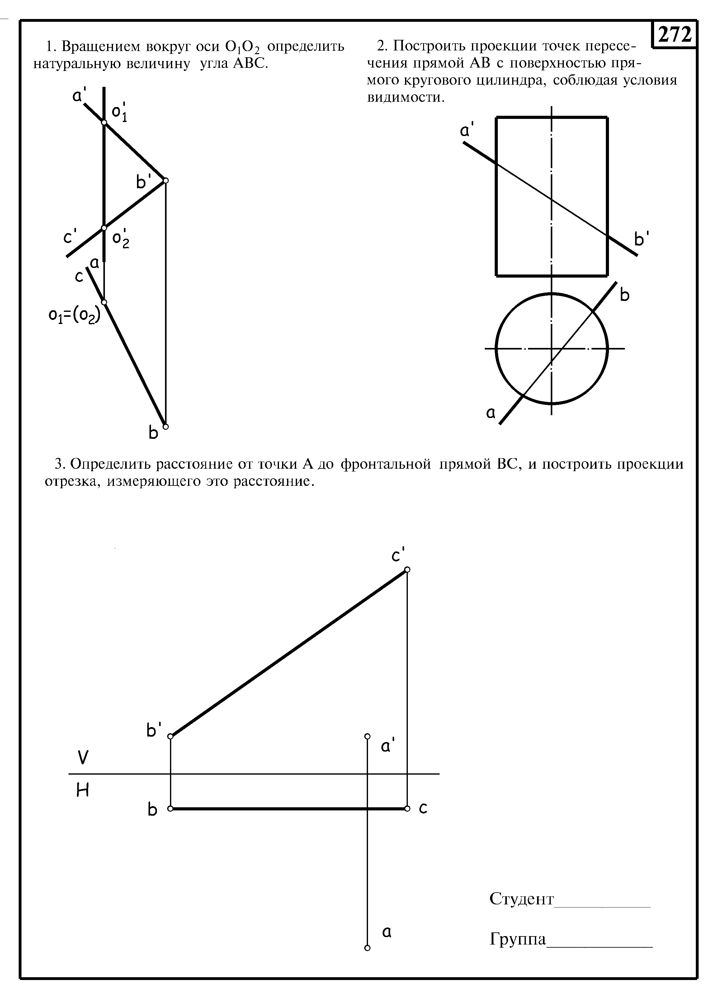 272
1. Вращением вокруг оси O₁O₂ определить
натуральную величину угла ABC.
a'
o'₁
b'
c'
o'₂
a
c
o₁=(o₂)
b
2. Построить проекции точек пересе-
чения прямой AB с поверхностью пря-
мого кругового цилиндра, соблюдая условия
видимости.
a'
b'
b
a
3. Определить расстояние от точки A до фронтальной прямой BC, и построить проекции
отрезка, измеряющего это расстояние.
c'
b'
a'
V
H
b
c
a
Студент___________
Группа____________